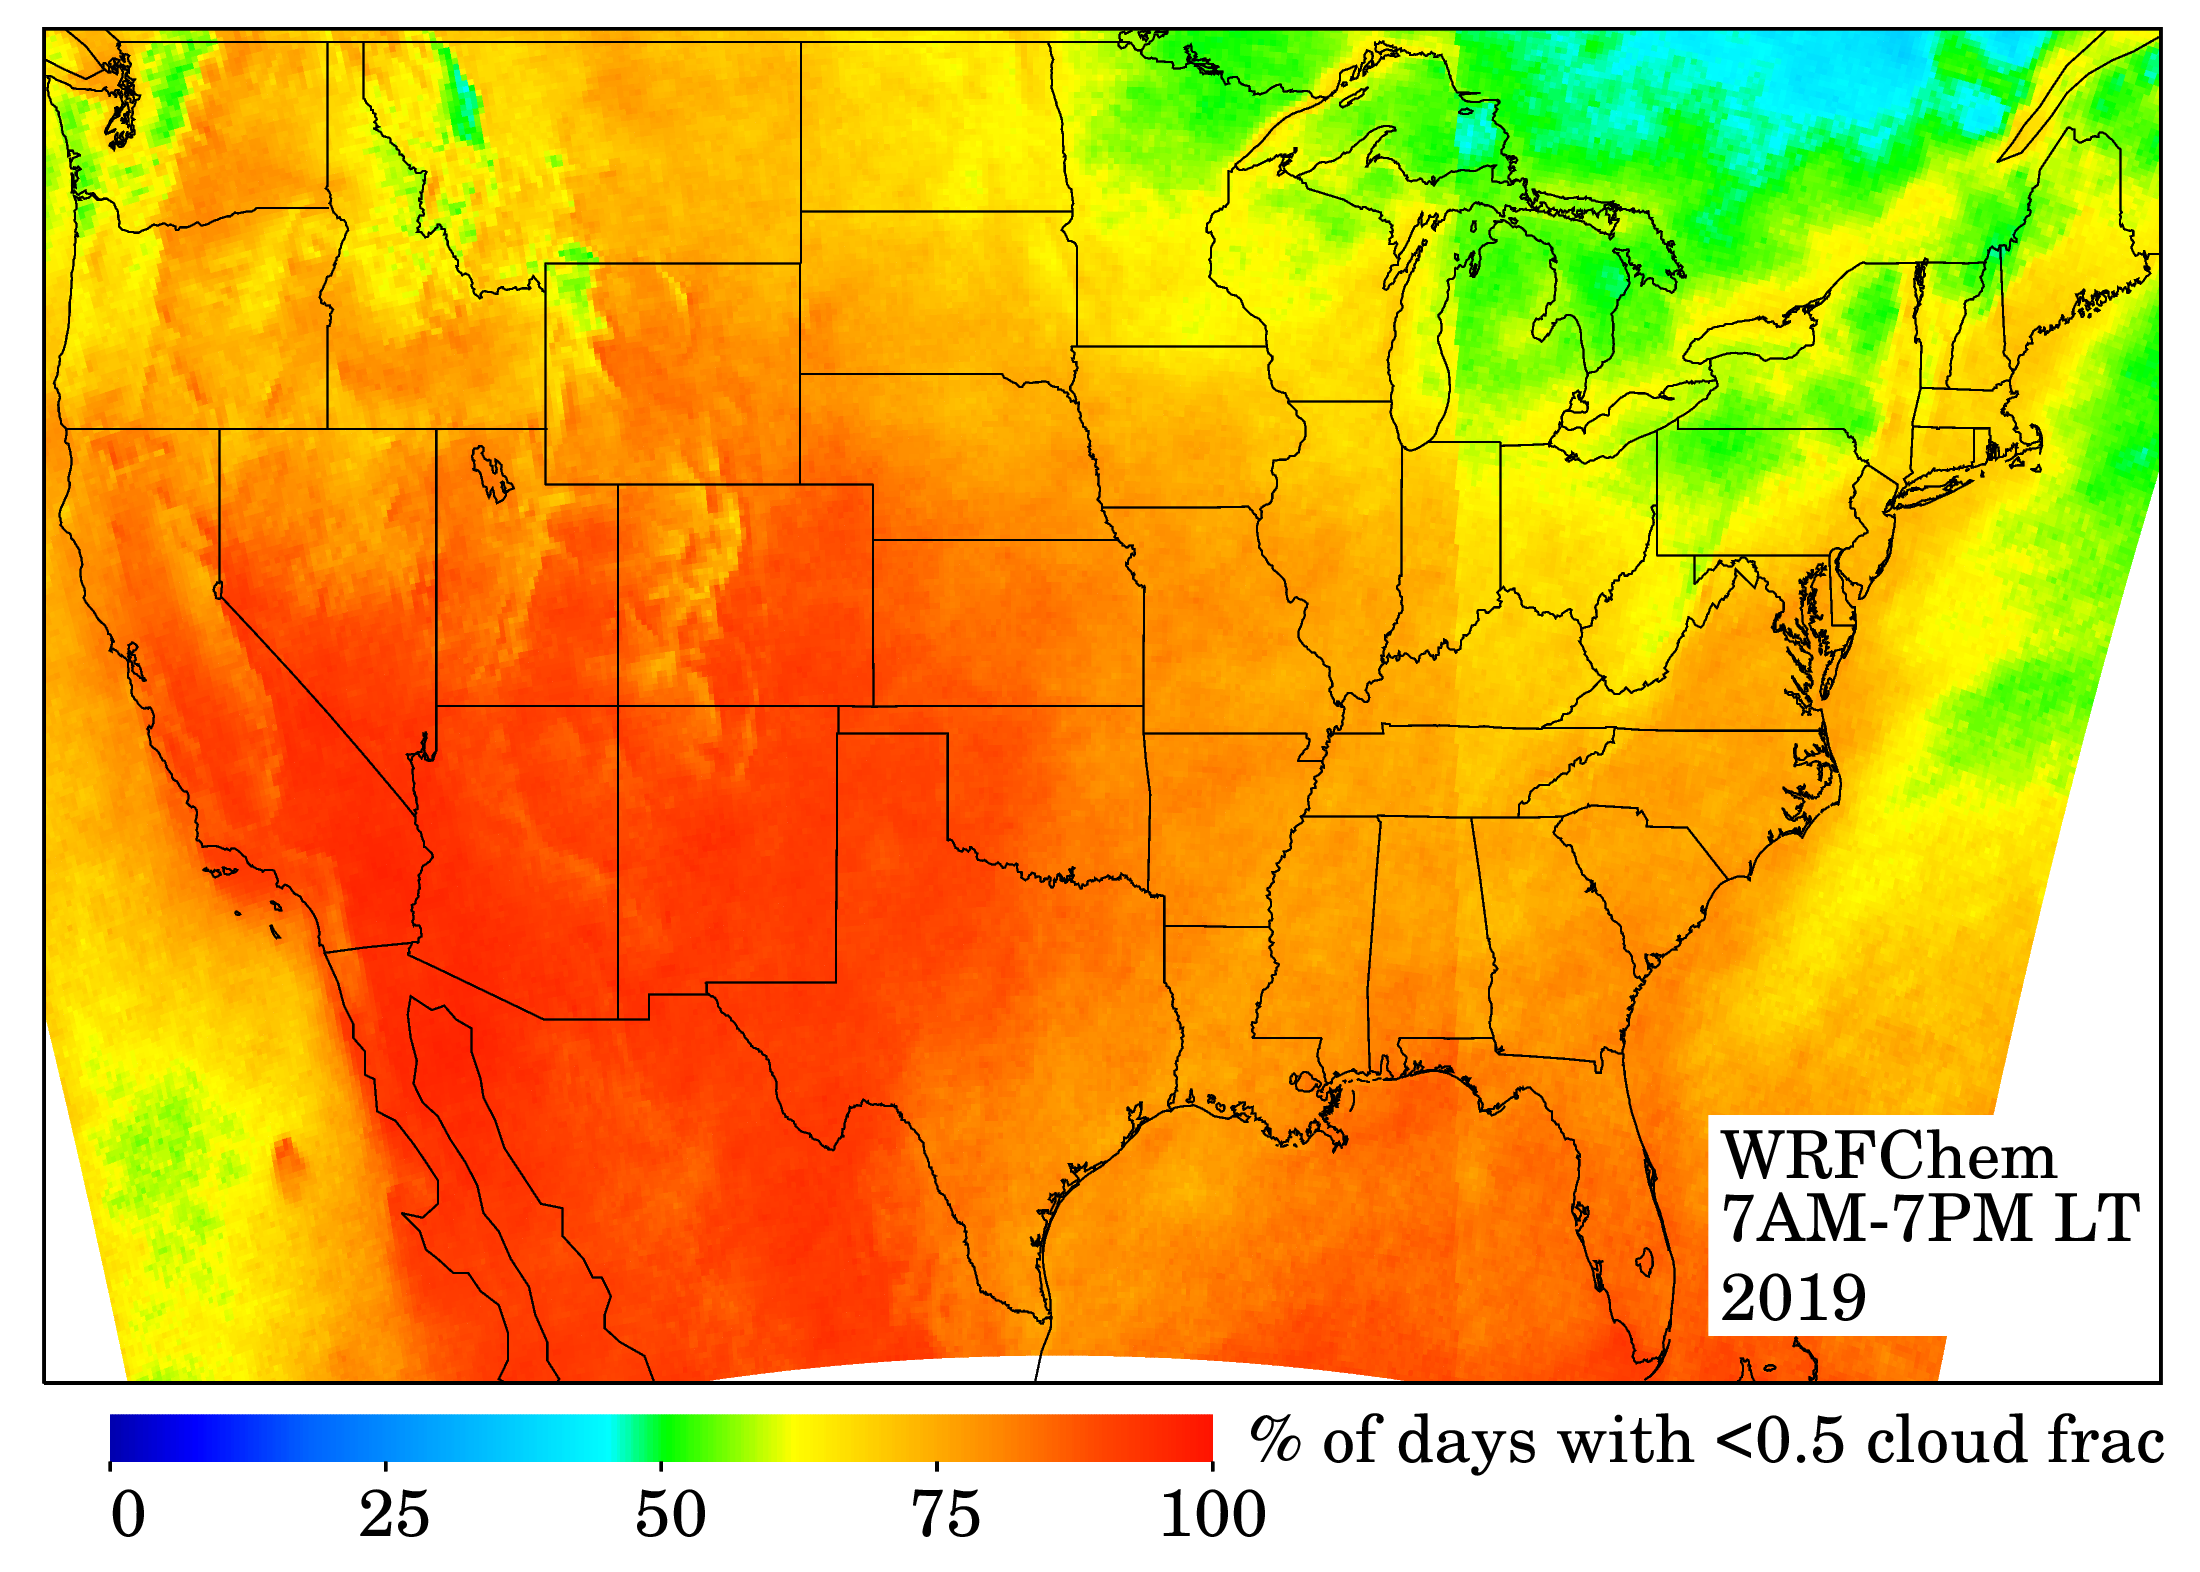 WRFChem
7AM-7PM LT
2019
% of days with <0.5 cloud frac
0 25 50 75 100